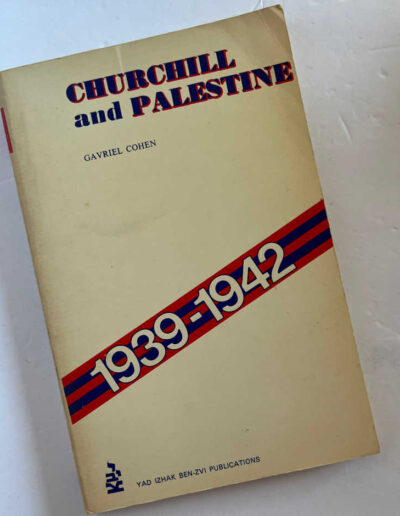 CHURCHILL
and PALESTINE
GAVRIEL COHEN
1939-1942
YAD IZHAK BEN-ZVI PUBLICATIONS